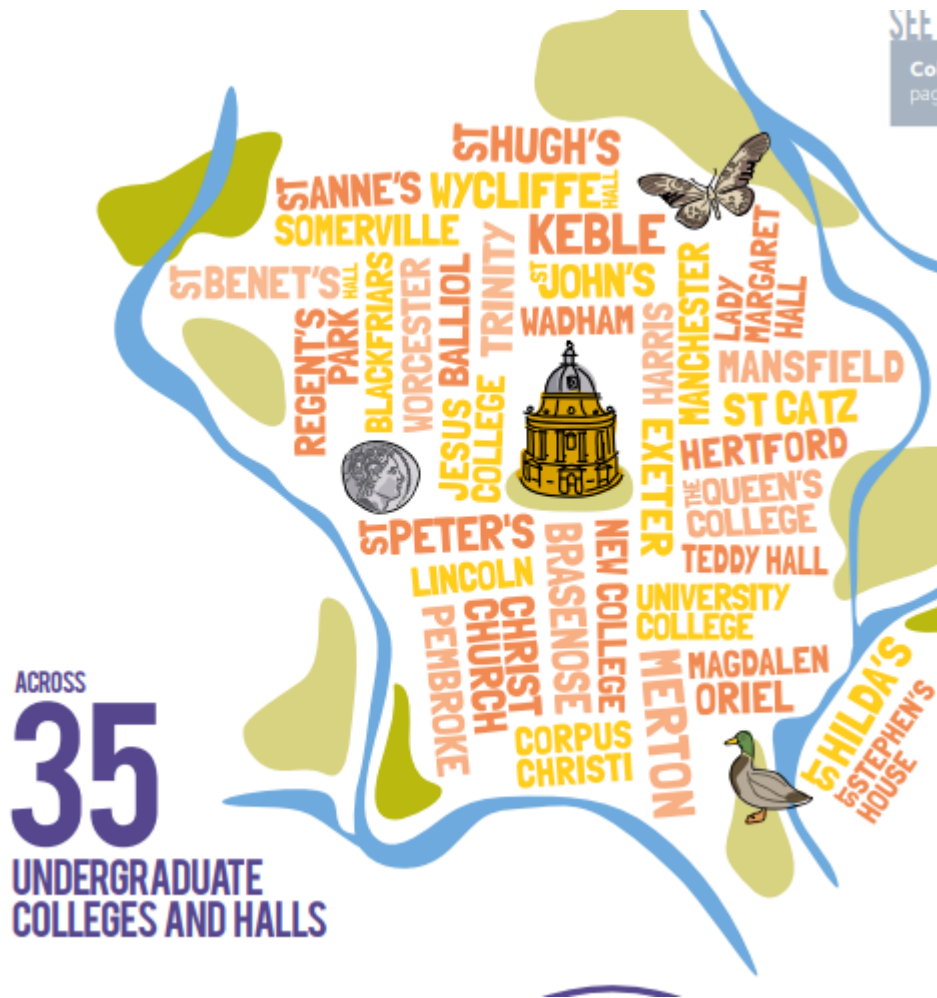 SEE
Co
pag
ST HUGH'S
ST ANNE'S
WYCLIFFE HALL
SOMERVILLE
TRINITY
KEBLE
ST BENET'S HALL
BLACKFRIARS
WORCESTER
BALLIOL
ST JOHN'S
WADHAM
HARRIS
MANCHESTER
LADY
MARGARET
HALL
REGENT'S
PARK
JESUS
COLLEGE
MANSFIELD
ST CATZ
EXETER
HERTFORD
THE QUEEN'S
COLLEGE
TEDDY HALL
ST PETER'S
LINCOLN
BRASENOSE
NEW COLLEGE
UNIVERSITY
COLLEGE
PEMBROKE
CHRIST
CHURCH
MERTON
MAGDALEN
ORIEL
CORPUS
CHRISTI
ST HILDA'S
ST STEPHEN'S
HOUSE
ACROSS
35
UNDERGRADUATE
COLLEGES AND HALLS